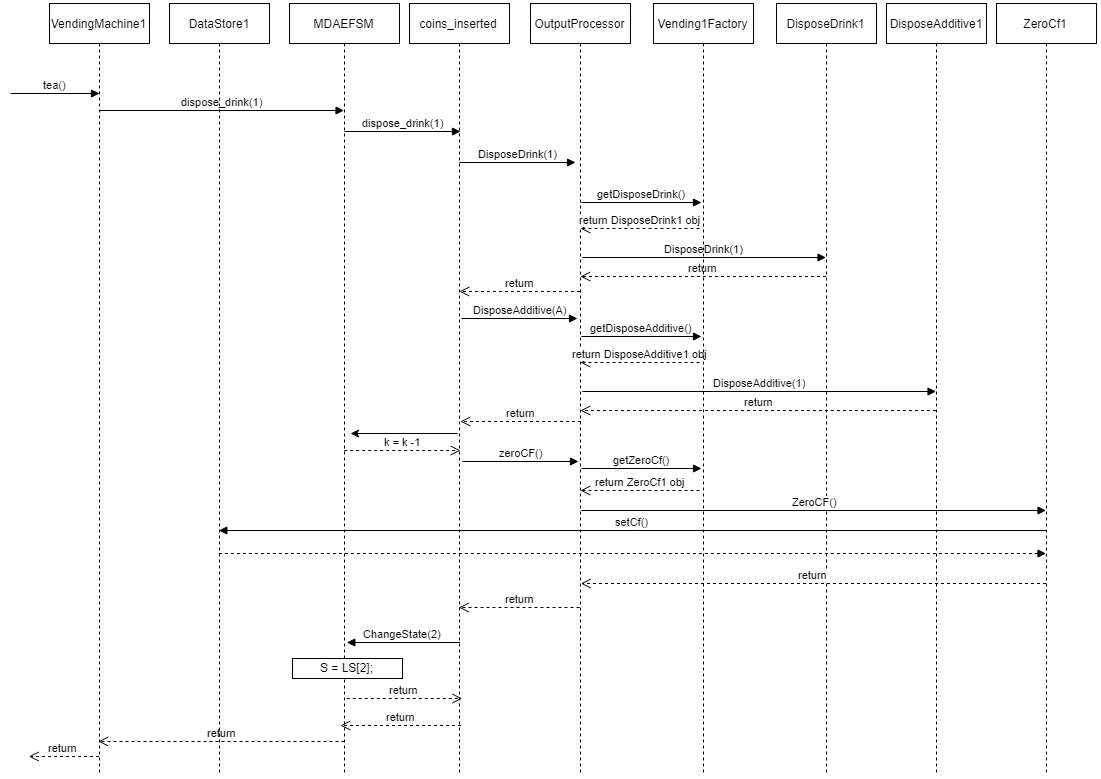 VendingMachine1
DataStore1
MDAEFSM
coins_inserted
OutputProcessor
Vending1Factory
DisposeDrink1
DisposeAdditive1
ZeroCf1
tea()
dispose_drink(1)
dispose_drink(1)
DisposeDrink(1)
getDisposeDrink()
return DisposeDrink1 obj
DisposeDrink(1)
return
return
DisposeAdditive(A)
getDisposeAdditive()
return DisposeAdditive1 obj
DisposeAdditive(1)
return
return
k = k -1
zeroCF()
getZeroCf()
return ZeroCf1 obj
ZeroCF()
setCf()
return
return
ChangeState(2)
S = LS[2];
return
return
return
return